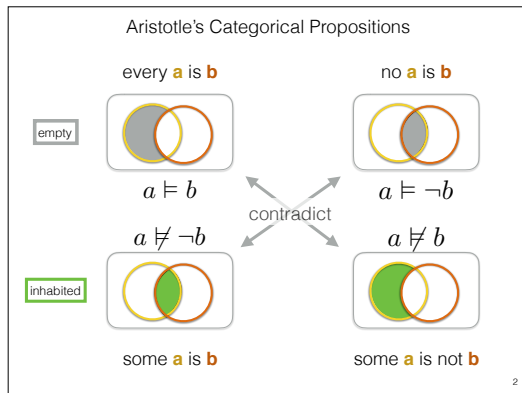 Aristotle's Categorical Propositions
every a is b
no a is b
empty
a ⊨ b
a ⊨ ¬b
contradict
a ⊭ ¬b
a ⊭ b
inhabited
some a is b
some a is not b
2